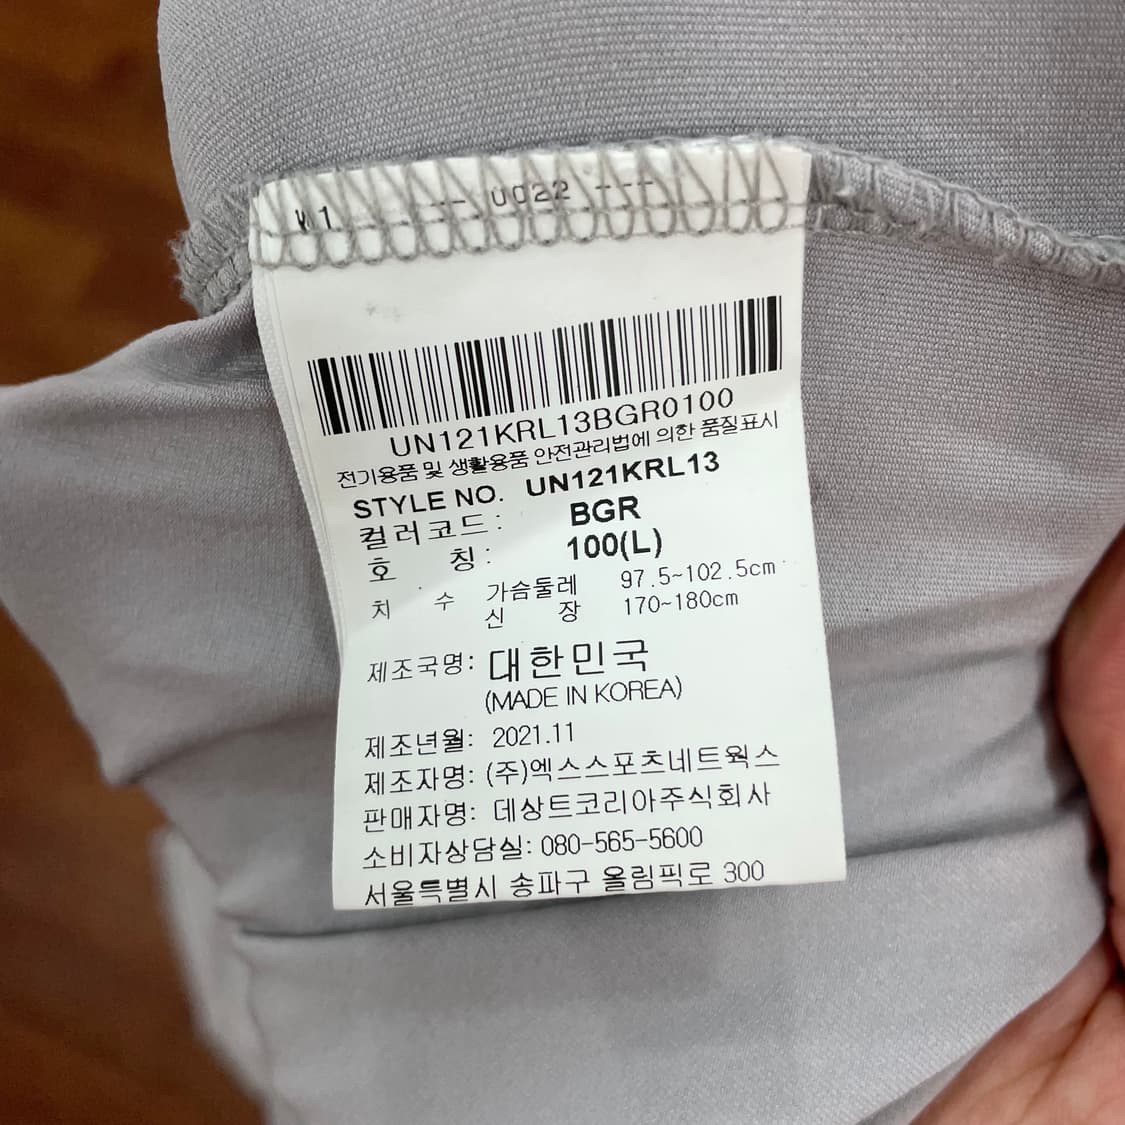 0022
UN121KRL13BGR0100
전기용품 및 생활용품 안전관리법에 의한 품질표시
STYLE NO. UN121KRL13
컬러코드: BGR
호 칭: 100(L)
치 수 가슴둘레 97.5~102.5cm
신 장 170~180cm
제조국명: 대한민국
(MADE IN KOREA)
제조년월: 2021.11
제조자명: (주)엑스스포츠네트웍스
판매자명: 데상트코리아주식회사
소비자상담실: 080-565-5600
서울특별시 송파구 올림픽로 300